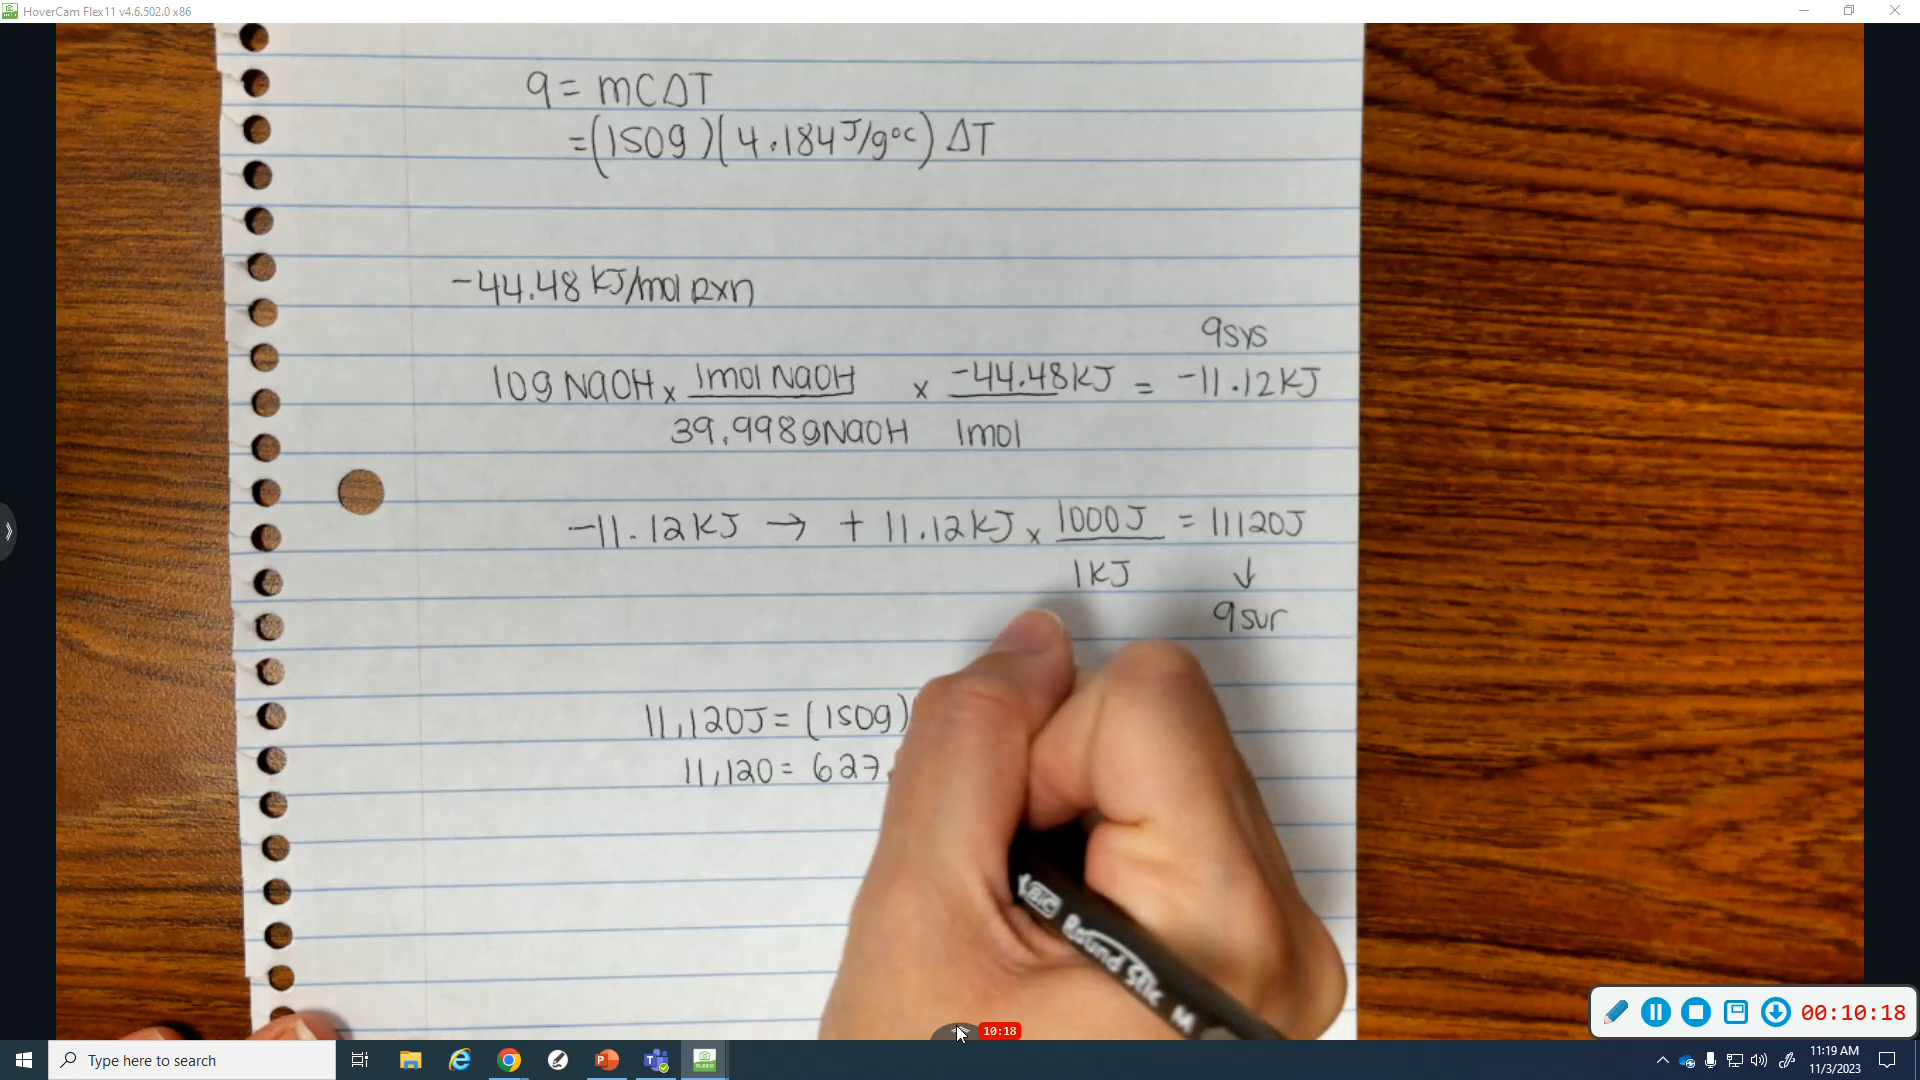 HoverCam Flex11 v4.6.502.0 x86
q = mCΔT
=(150g)(4.184J/g°C) ΔT
-44.48 KJ/mol rxn
qsys
10g NaOH x 1mol NaOH x -44.48KJ = -11.12KJ
39.998gNaOH 1mol
-11.12KJ → + 11.12KJ x 1000J = 11120J
1KJ ↓
qsur
11,120J = (150g)
11,120 = 627.
BIC Round Stic M
10:18
00:10:18
Type here to search
11:19 AM
11/3/2023